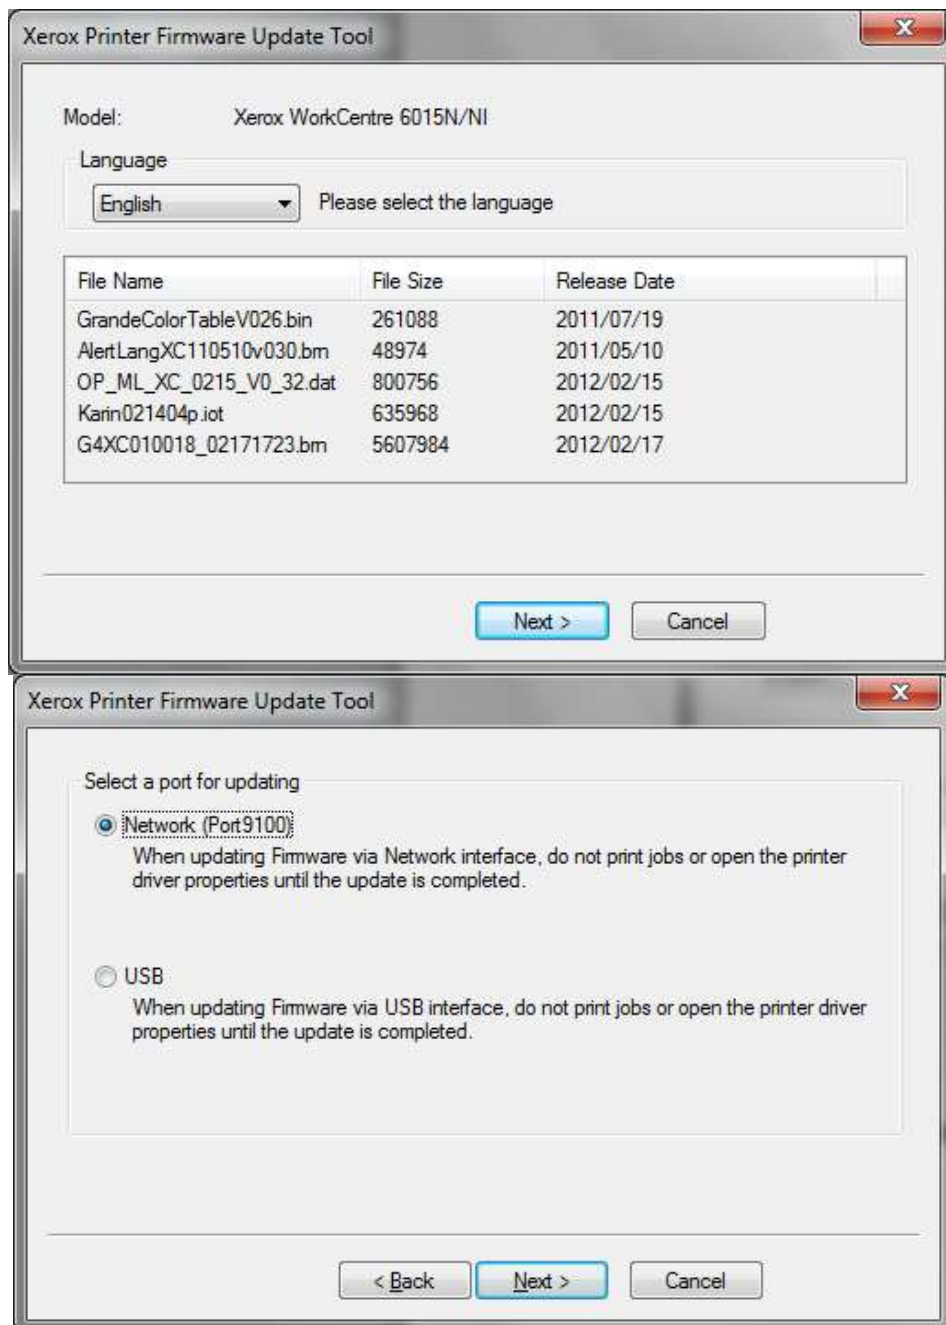 Xerox Printer Firmware Update Tool
Model: Xerox WorkCentre 6015N/NI
Language
English Please select the language
File Name File Size Release Date
GrandeColorTableV026.bin 261088 2011/07/19
AlertLangXC110510v030.brn 48974 2011/05/10
OP_ML_XC_0215_V0_32.dat 800756 2012/02/15
Karin021404p.iot 635968 2012/02/15
G4XC010018_02171723.brn 5607984 2012/02/17
Next > Cancel
Xerox Printer Firmware Update Tool
Select a port for updating
Network (Port9100)
When updating Firmware via Network interface, do not print jobs or open the printer
driver properties until the update is completed.
USB
When updating Firmware via USB interface, do not print jobs or open the printer driver
properties until the update is completed.
< Back Next > Cancel